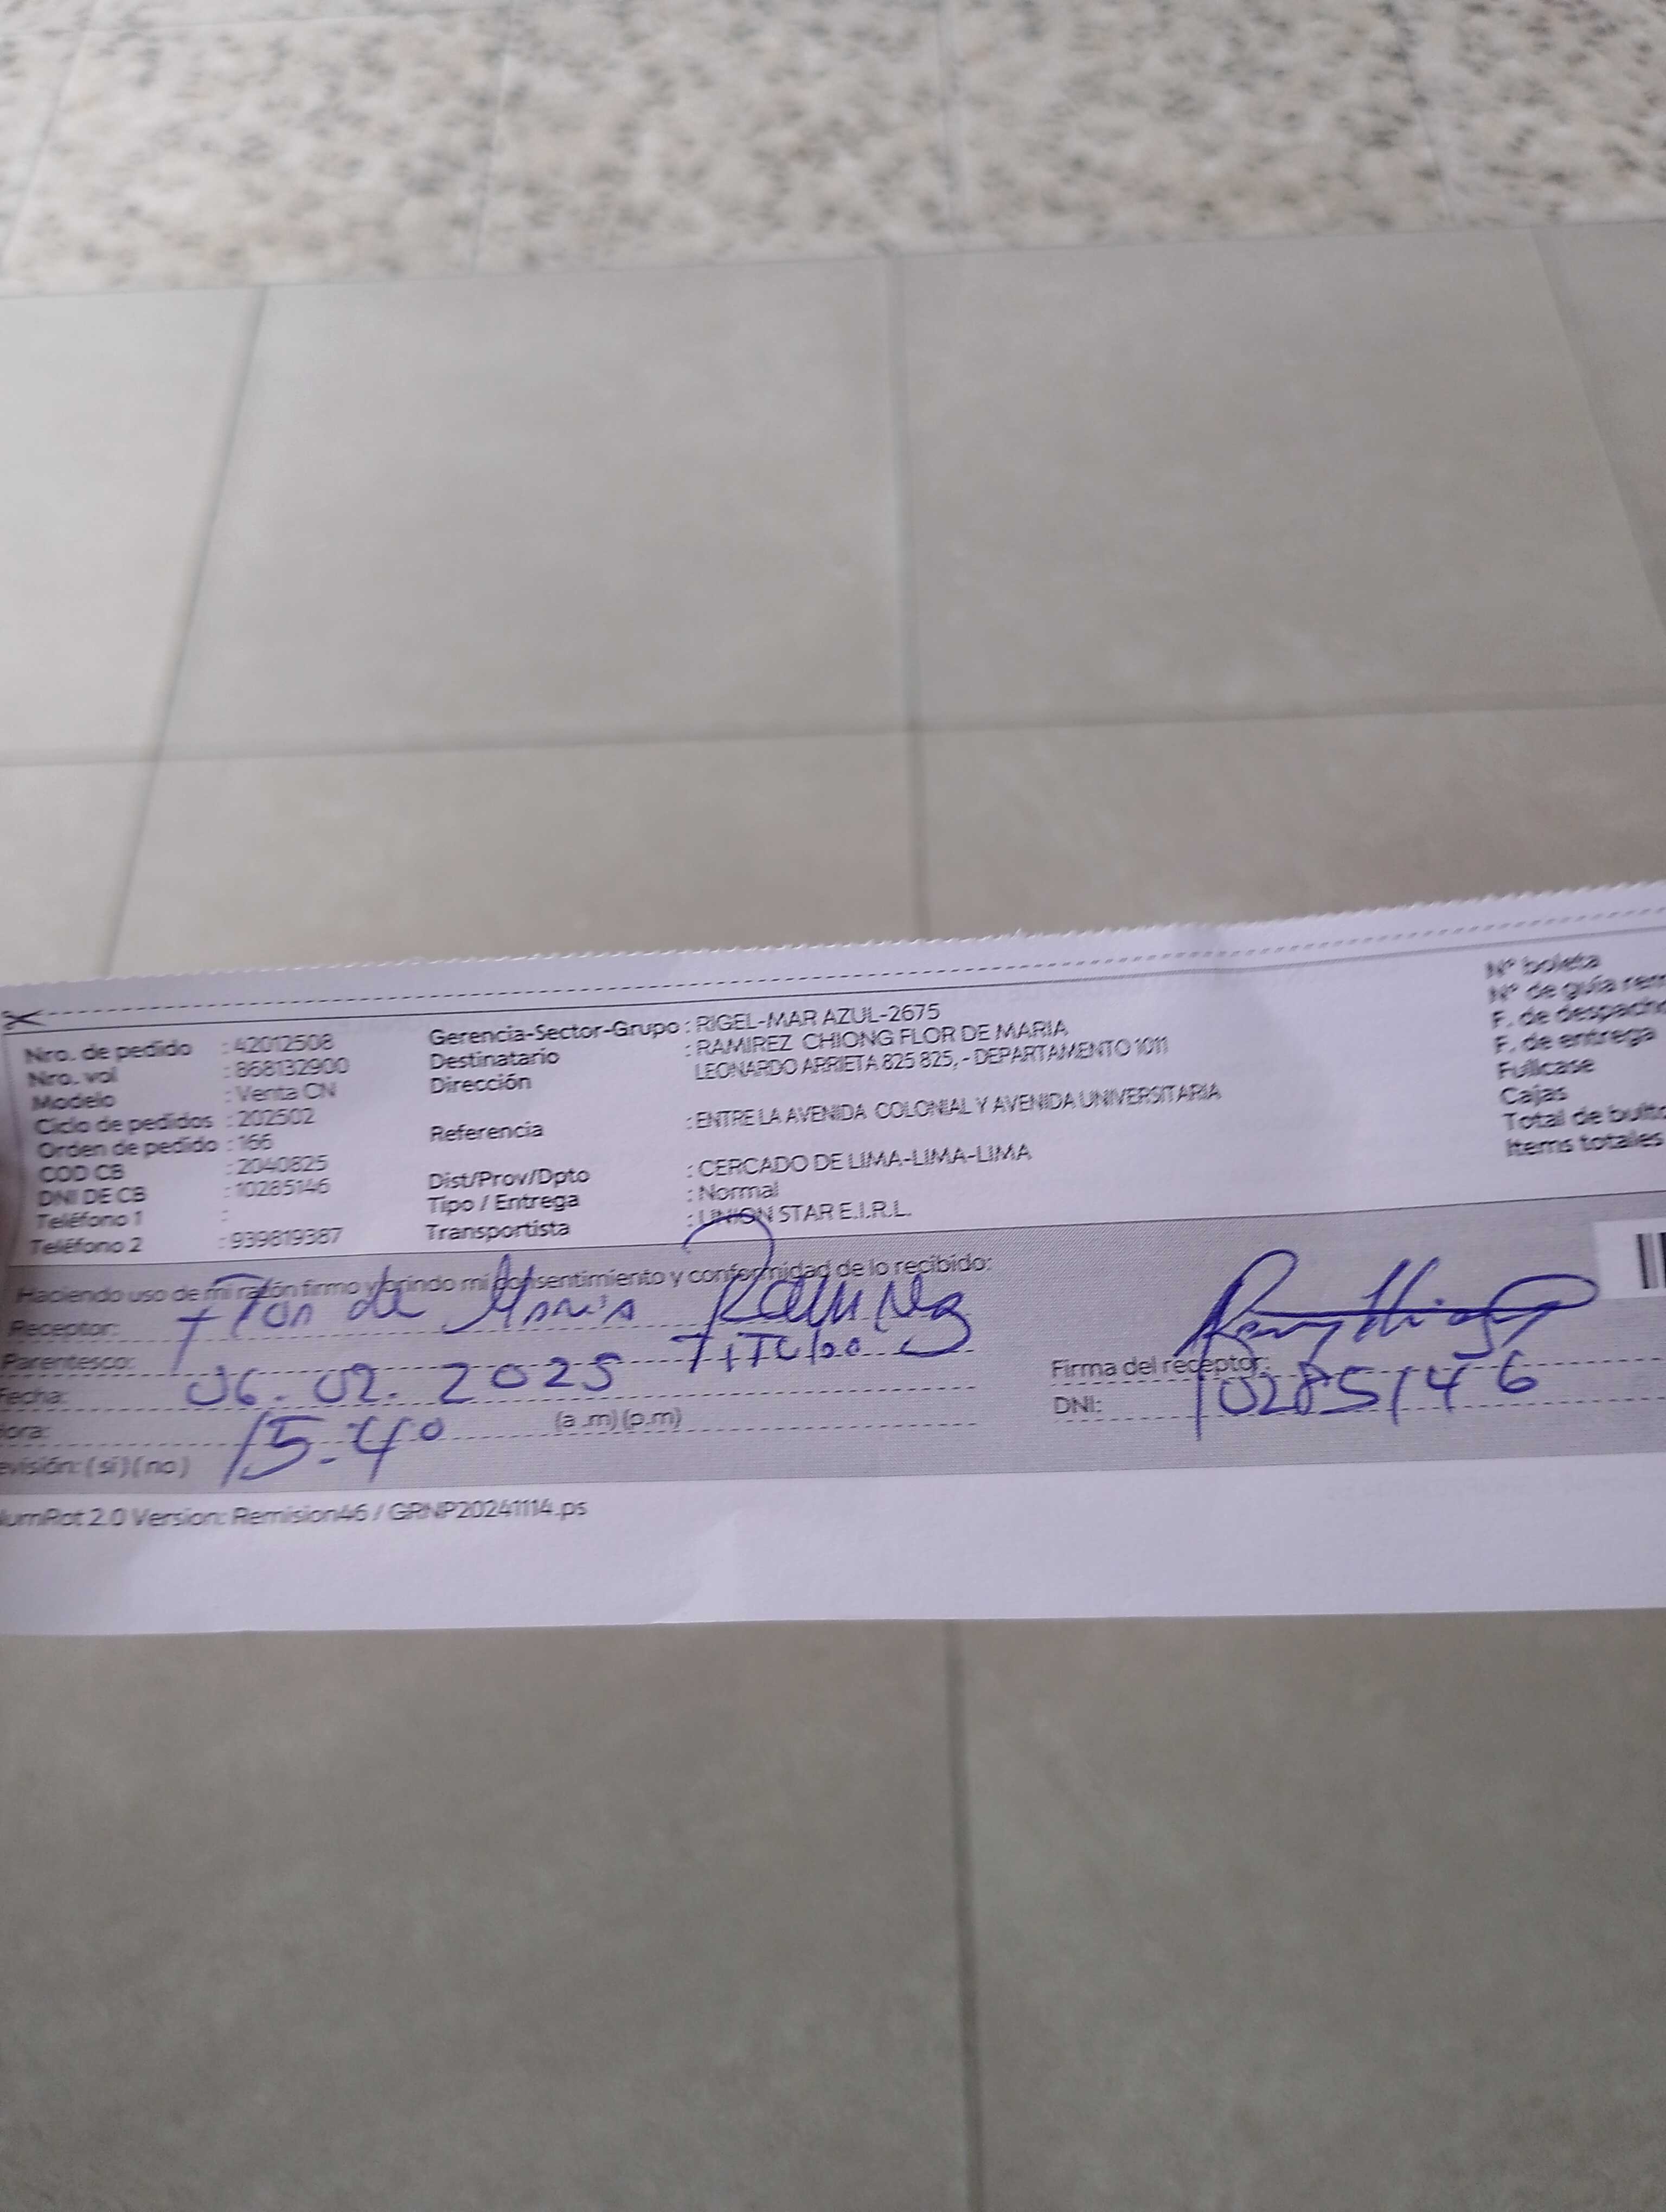 Nro. de pedido : 42012508
Nro. vol : 868132900
Modelo : Venta CN
Ciclo de pedidos : 202502
Orden de pedido : 166
COD CB : 2040825
DNI DE CB : 10285146
Teléfono 1 :
Teléfono 2 : 939819387
Gerencia-Sector-Grupo : RIGEL-MAR AZUL-2675
Destinatario : RAMIREZ CHIONG FLOR DE MARIA
Dirección LEONARDO ARRIETA 825 825, - DEPARTAMENTO 1011
Referencia : ENTRE LA AVENIDA COLONIAL Y AVENIDA UNIVERSITARIA
Dist/Prov/Dpto : CERCADO DE LIMA-LIMA-LIMA
Tipo / Entrega : Normal
Transportista : UNION STAR E.I.R.L.
N° boleta
N° de guía rem
F. de despacho
F. de entrega
Fullcase
Cajas
Total de bulto
Items totales
Haciendo uso de mi razón firmo y brindo mi consentimiento y conformidad de lo recibido:
Receptor: Flor de Maria Ramirez
Parentesco: Titular
Fecha: 06.02.2025
ora: 15.40 (a.m) (p.m)
evisión: (si) (no)
Firma del receptor:
DNI: 10285146
NumRot 2.0 Version: Remision46 / GRNP20241114.ps